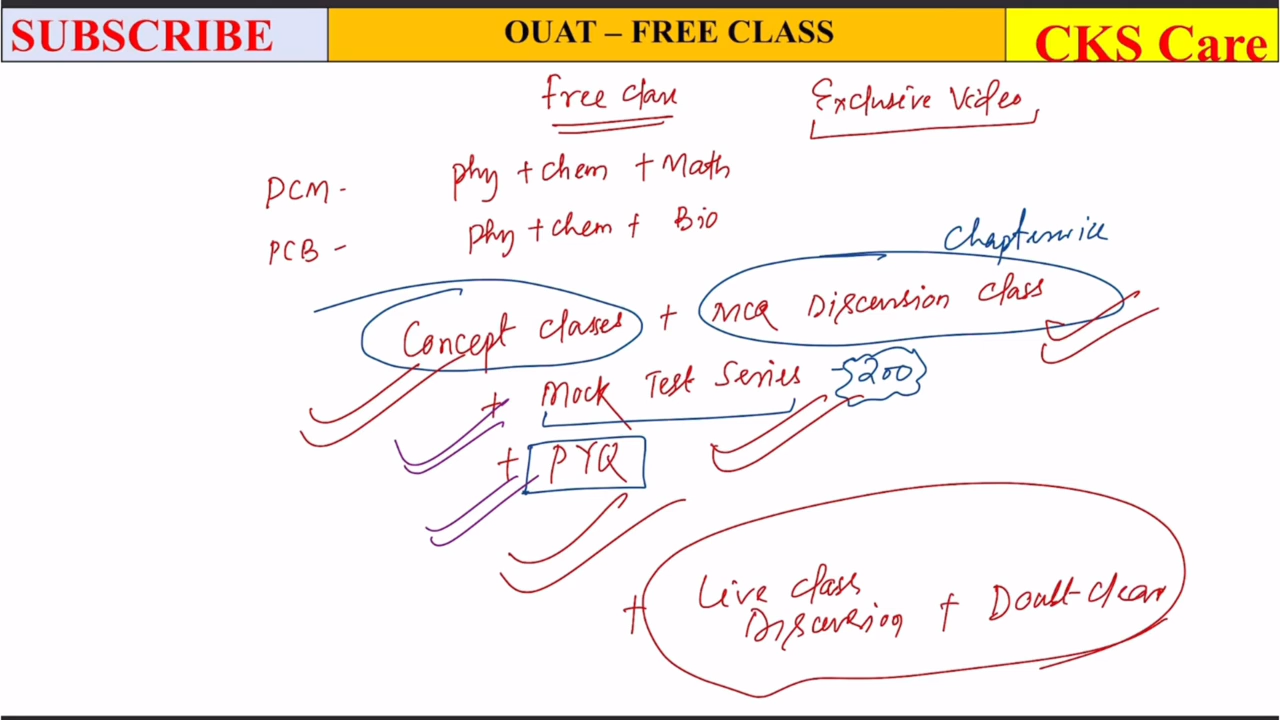 SUBSCRIBE OUAT – FREE CLASS CKS Care
Free Class Exclusive Video
PCM - Phy + Chem + Math
PCB - Phy + Chem + Bio
Chapterwise
Concept Classes + MCQ Discussion Class
+ Mock Test Series 200
+ PYQ
+ Live Class
Discussion + Doubt clear